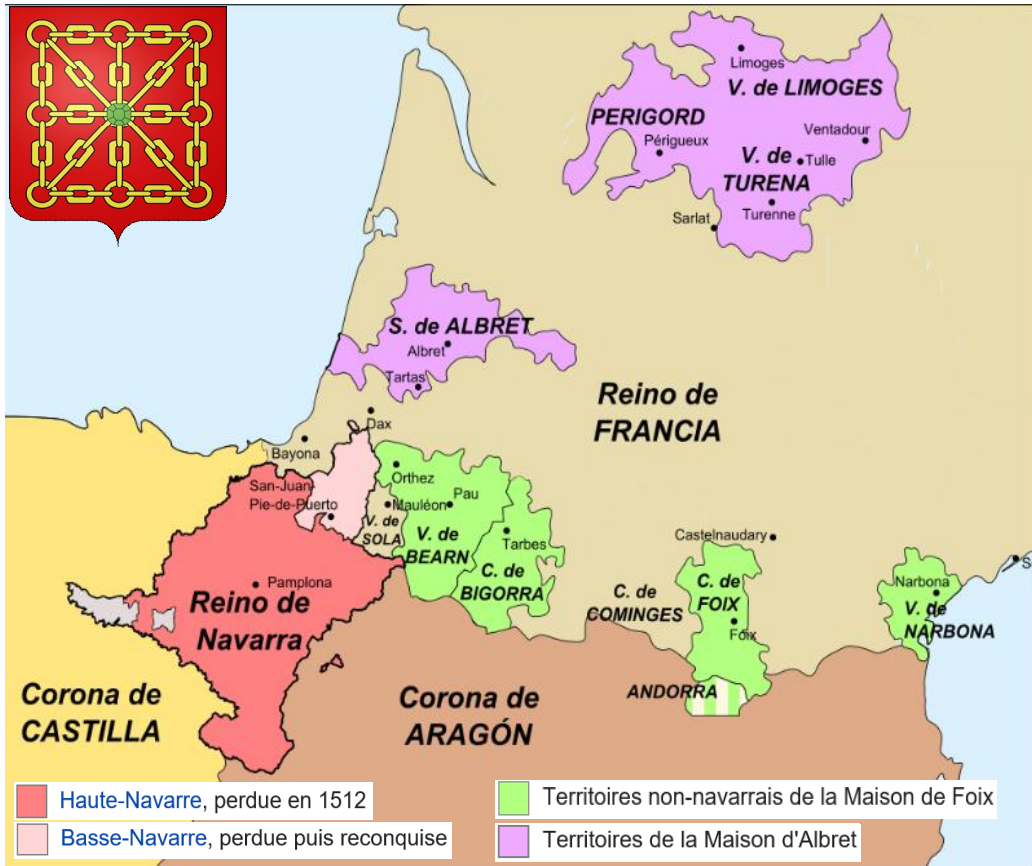 Limoges
V. de LIMOGES
PERIGORD
Ventadour
Périgueux
V. de
Tulle
TURENA
Sarlat
Turenne
S. de ALBRET
Albret
Tartas
Reino de
FRANCIA
Dax
Bayona
Orthez
San-Juan-
Pie-de-Puerto
Mauléon
Pau
V. de
SOLA
V. de
BEARN
Tarbes
C. de
BIGORRA
Castelnaudary
C. de
COMINGES
C. de
FOIX
Foix
Narbona
V. de
NARBONA
S
Pamplona
Reino de
Navarra
ANDORRA
Corona de
CASTILLA
Corona de
ARAGÓN
Haute-Navarre, perdue en 1512
Basse-Navarre, perdue puis reconquise
Territoires non-navarrais de la Maison de Foix
Territoires de la Maison d'Albret